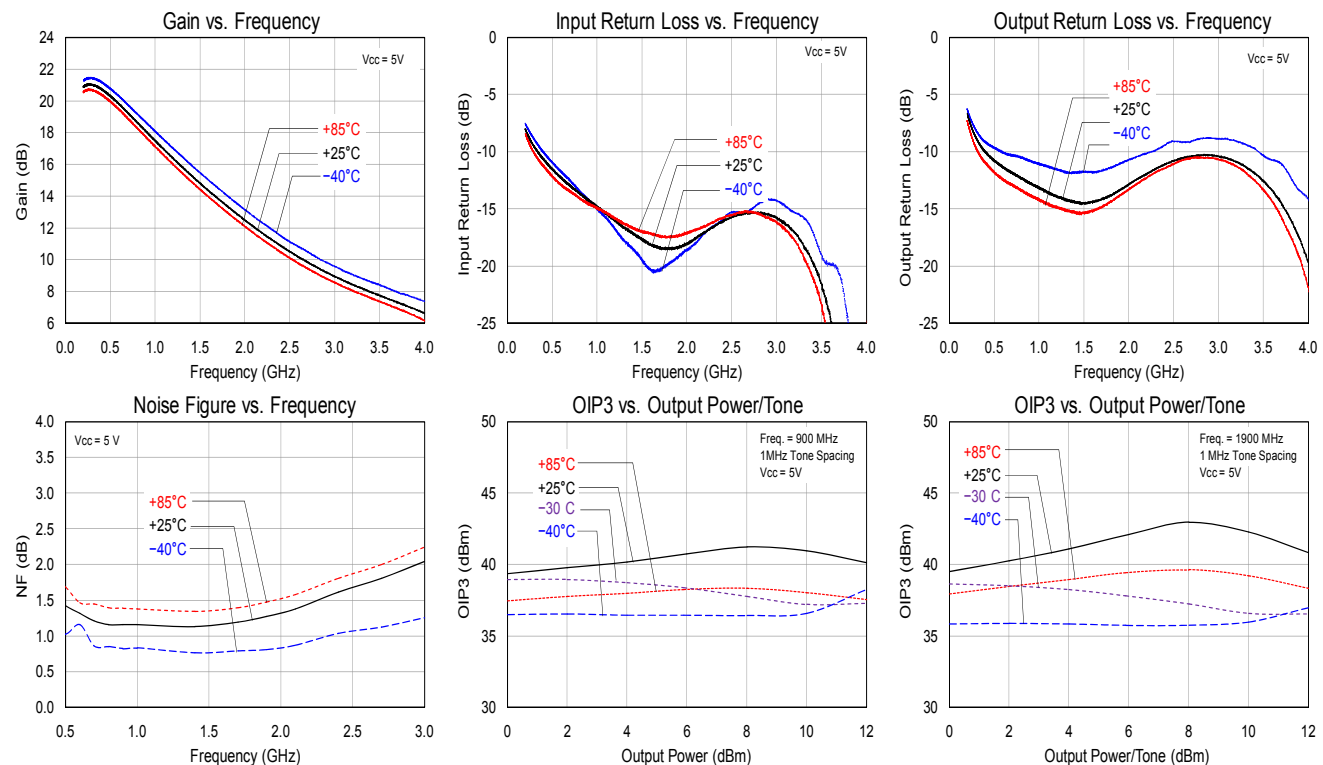 Gain vs. Frequency
24
22
20
18
16
14
12
10
8
6
Gain (dB)
Vcc = 5V
+85°C
+25°C
−40°C
0.0 0.5 1.0 1.5 2.0 2.5 3.0 3.5 4.0
Frequency (GHz)
Input Return Loss vs. Frequency
0
-5
-10
-15
-20
-25
Input Return Loss (dB)
Vcc = 5V
+85°C
+25°C
−40°C
0.0 0.5 1.0 1.5 2.0 2.5 3.0 3.5 4.0
Frequency (GHz)
Output Return Loss vs. Frequency
0
-5
-10
-15
-20
-25
Output Return Loss (dB)
Vcc = 5V
+85°C
+25°C
−40°C
0.0 0.5 1.0 1.5 2.0 2.5 3.0 3.5 4.0
Frequency (GHz)
Noise Figure vs. Frequency
4.0
3.5
3.0
2.5
2.0
1.5
1.0
0.5
0.0
NF (dB)
Vcc = 5 V
+85°C
+25°C
−40°C
0.5 1.0 1.5 2.0 2.5 3.0
Frequency (GHz)
OIP3 vs. Output Power/Tone
50
45
40
35
30
OIP3 (dBm)
Freq. = 900 MHz
1MHz Tone Spacing
Vcc = 5V
+85°C
+25°C
−30 C
−40°C
0 2 4 6 8 10 12
Output Power (dBm)
OIP3 vs. Output Power/Tone
50
45
40
35
30
OIP3 (dBm)
Freq. = 1900 MHz
1 MHz Tone Spacing
Vcc = 5V
+85°C
+25°C
−30 C
−40°C
0 2 4 6 8 10 12
Output Power/Tone (dBm)